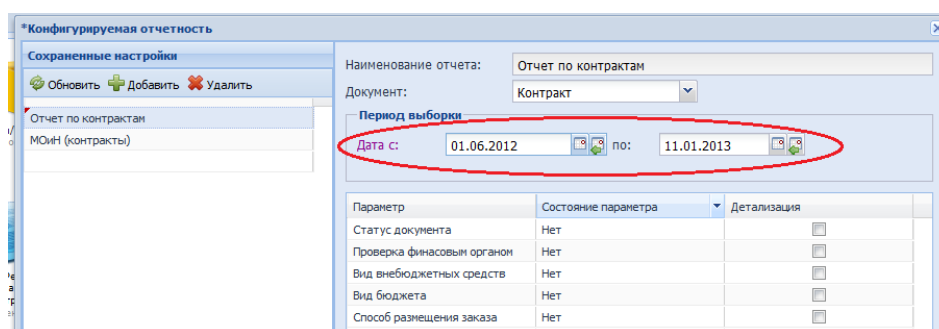 *Конфигурируемая отчетность
Сохраненные настройки
Обновить Добавить Удалить
Отчет по контрактам
МОиН (контракты)
Наименование отчета: Отчет по контрактам
Документ: Контракт
Период выборки
Дата с: 01.06.2012 по: 11.01.2013
Параметр Состояние параметра Детализация
Статус документа Нет
Проверка финасовым органом Нет
Вид внебюджетных средств Нет
Вид бюджета Нет
Способ размещения заказа Нет